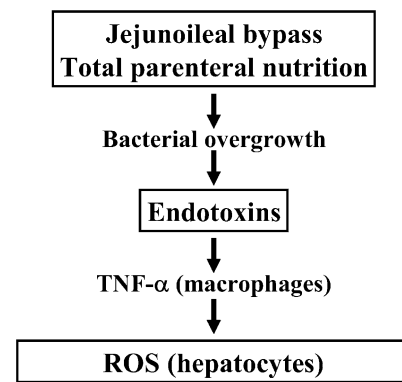 Jejunoileal bypass
Total parenteral nutrition
Bacterial overgrowth
Endotoxins
TNF-α (macrophages)
ROS (hepatocytes)